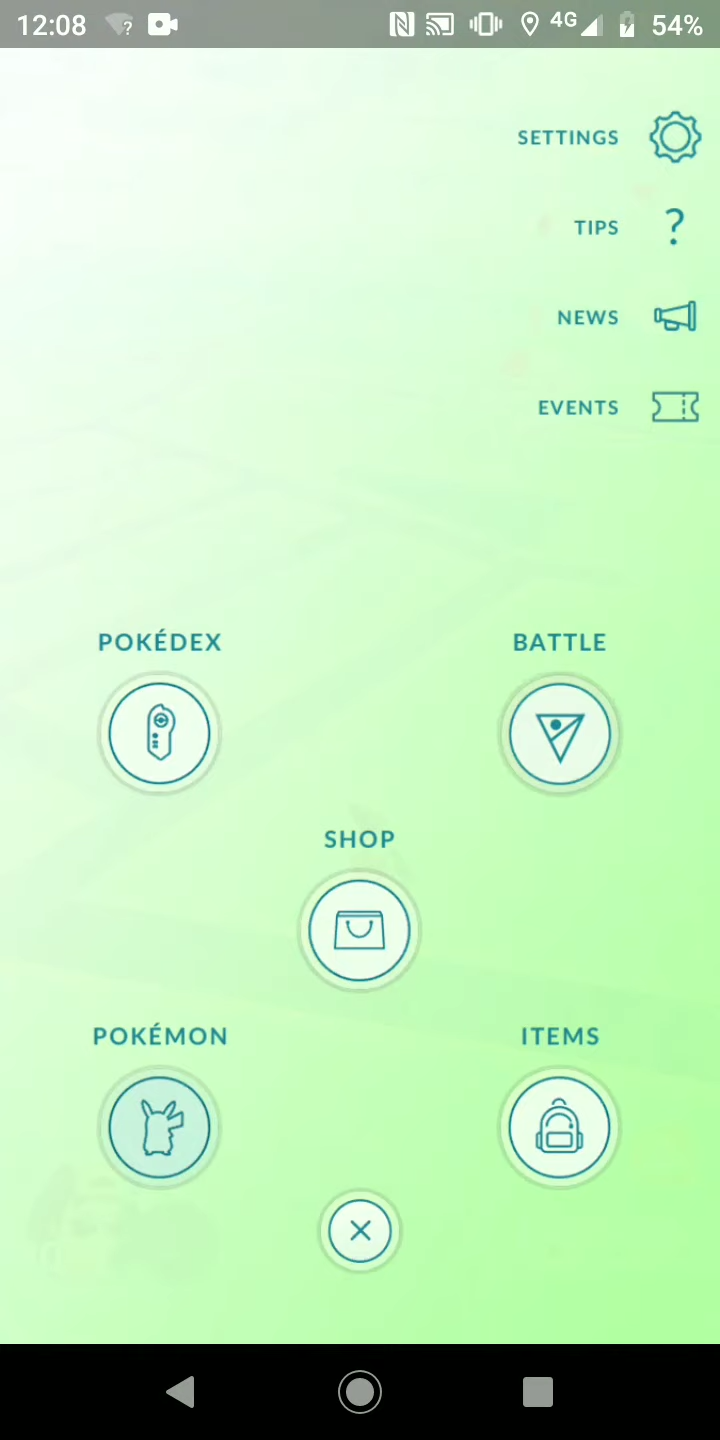 12:08
4G
54%
SETTINGS
TIPS
?
NEWS
EVENTS
POKÉDEX
BATTLE
SHOP
POKÉMON
ITEMS